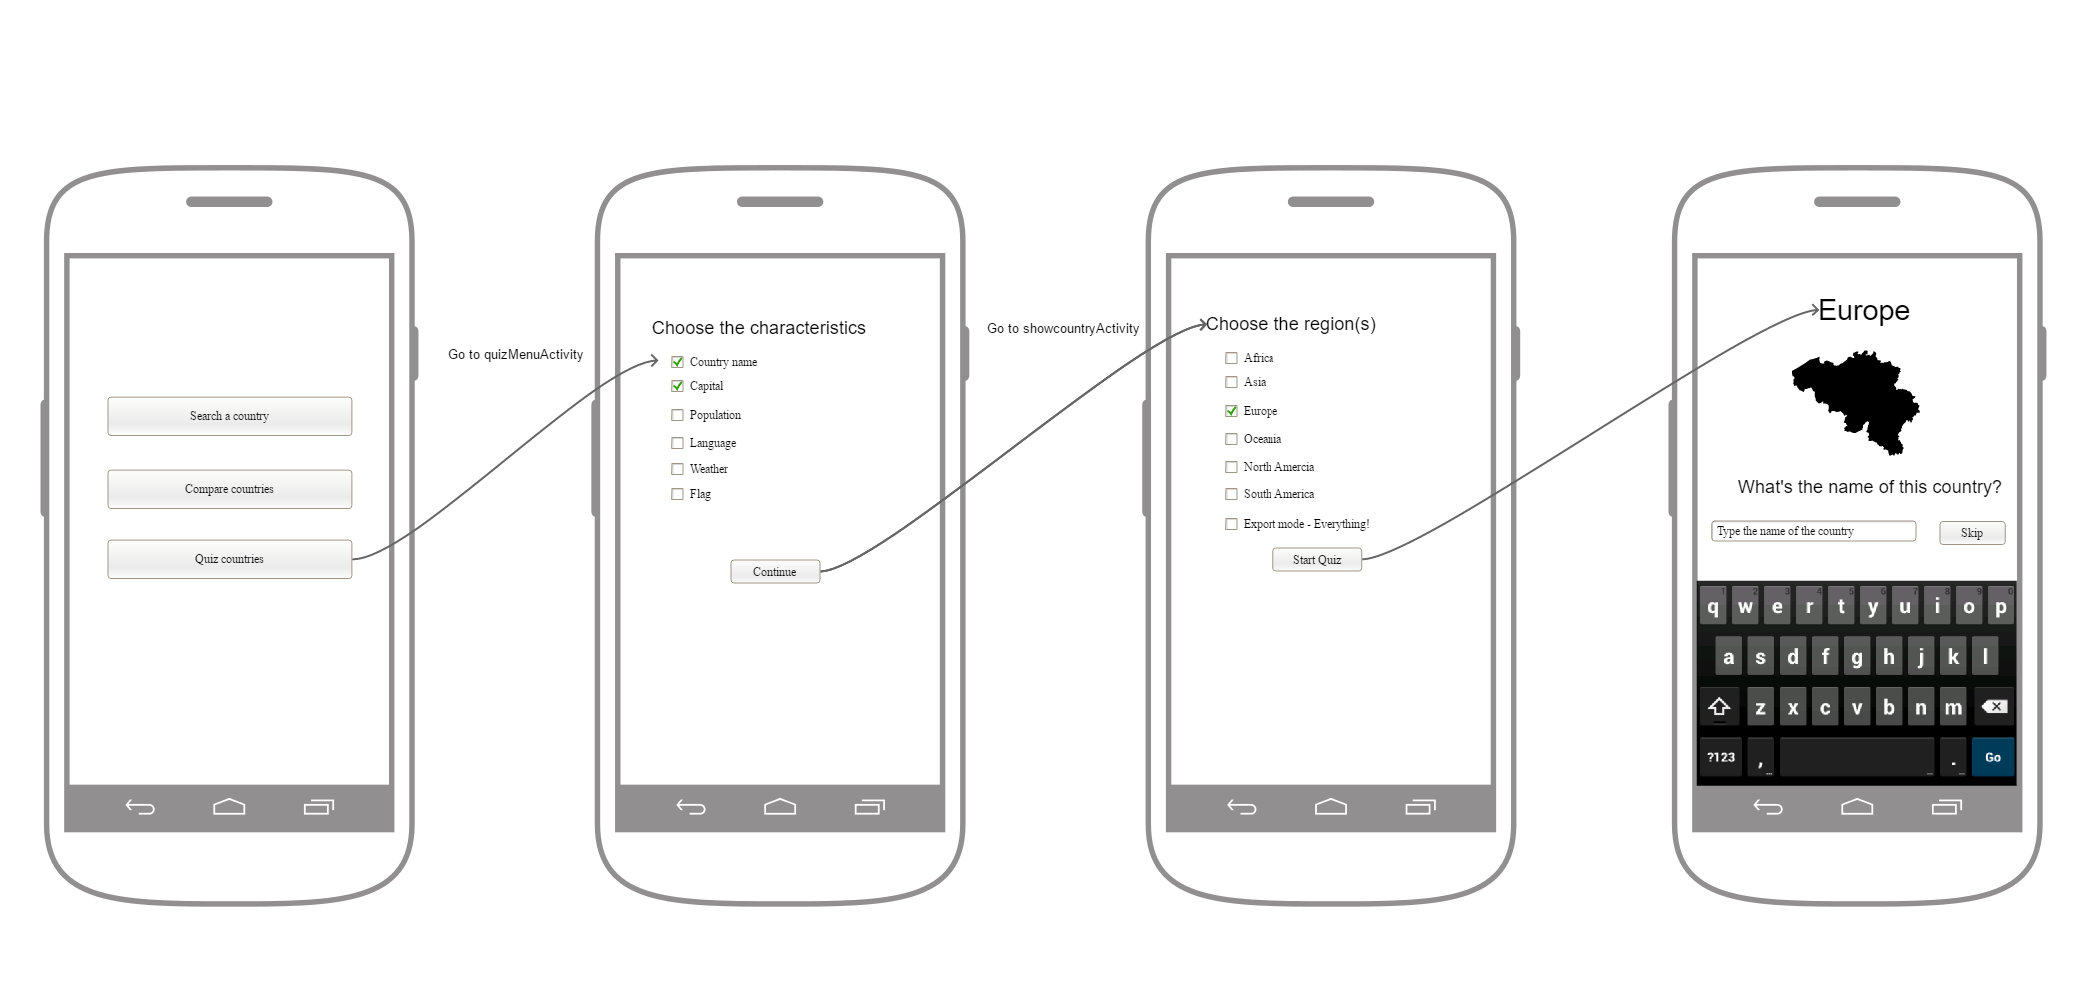 Search a country
Compare countries
Quiz countries
Go to quizMenuActivity
Choose the characteristics
Country name
Capital
Population
Language
Weather
Flag
Continue
Go to showcountryActivity
Choose the region(s)
Africa
Asia
Europe
Oceania
North Amercia
South America
Export mode - Everything!
Start Quiz
Europe
What's the name of this country?
Type the name of the country
Skip
1 2 3 4 5 6 7 8 9 0
q w e r t y u i o p
a s d f g h j k l
z x c v b n m
?123 , . Go